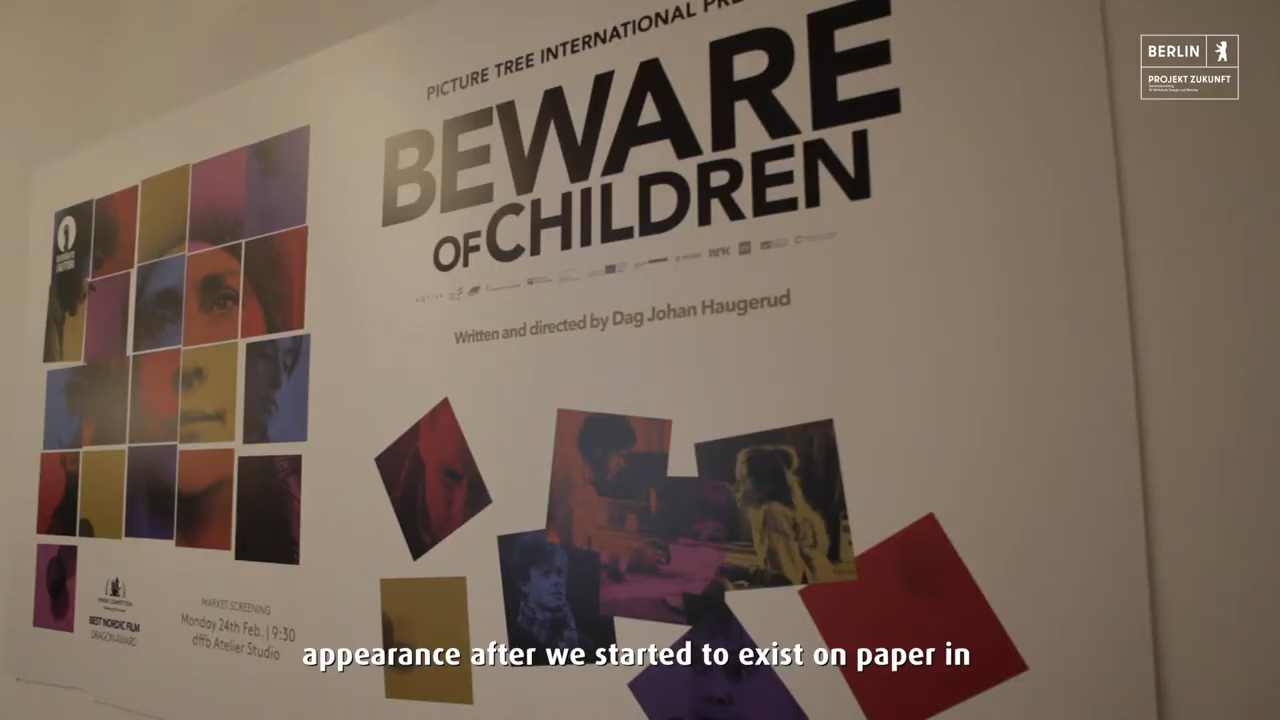 PICTURE TREE INTERNATIONAL
BEWARE
OF CHILDREN
nrk
Written and directed by Dag Johan Haugerud
BERLIN
PROJEKT ZUKUNFT
BEST NORDIC FILM
DRAGON AWARD
MARKET SCREENING
Monday 24th Feb. | 9:30
dffb Atelier Studio
appearance after we started to exist on paper in